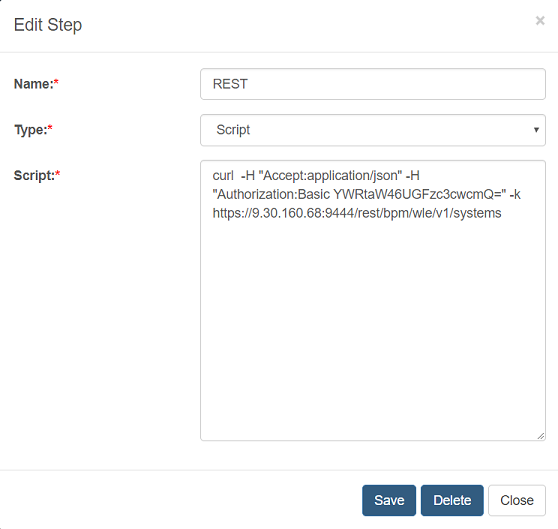 Edit Step
×
Name:*
REST
Type:*
Script
Script:*
curl  -H "Accept:application/json" -H
"Authorization:Basic YWRtaW46UGFzc3cwcmQ=" -k
https://9.30.160.68:9444/rest/bpm/wle/v1/systems
Save
Delete
Close